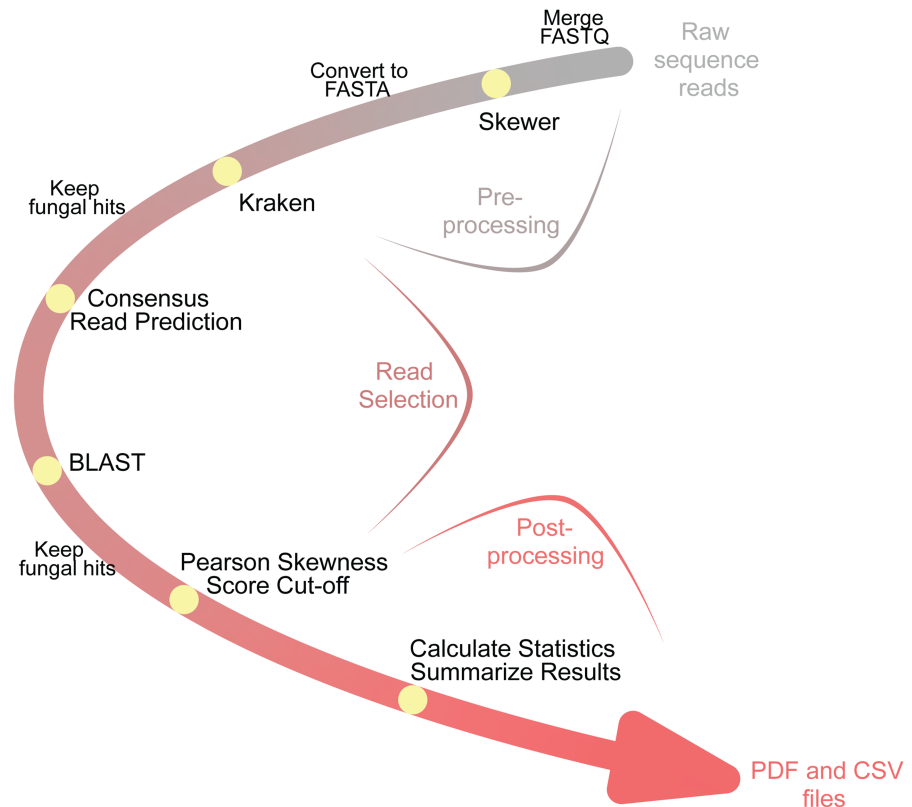 Merge
FASTQ
Raw
sequence
reads
Convert to
FASTA
Skewer
Keep
fungal hits
Kraken
Pre-
processing
Consensus
Read Prediction
Read
Selection
BLAST
Keep
fungal hits
Pearson Skewness
Score Cut-off
Post-
processing
Calculate Statistics
Summarize Results
PDF and CSV
files